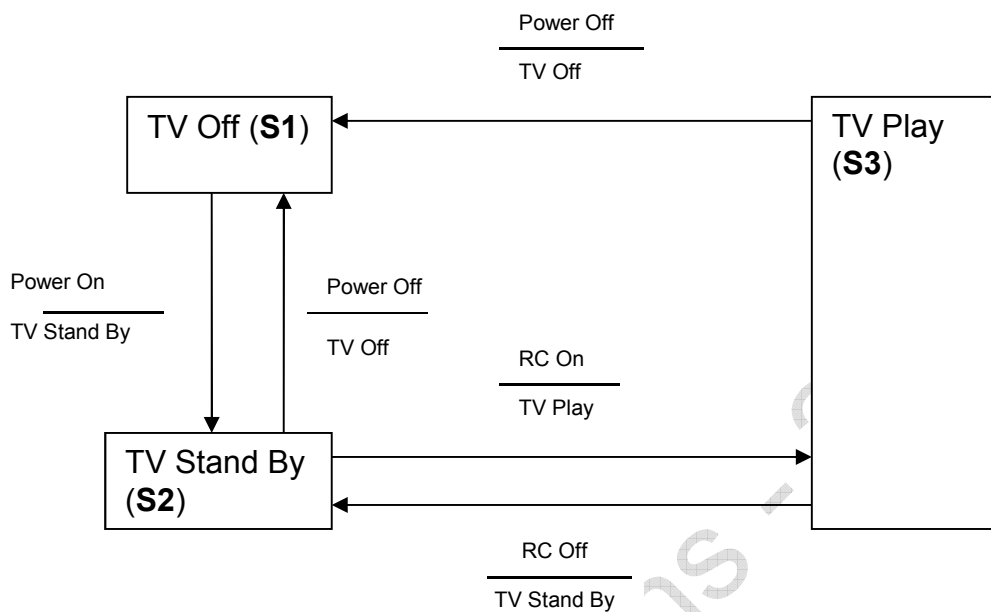 Power Off
TV Off
TV Off (S1)
TV Play
(S3)
Power On
TV Stand By
Power Off
TV Off
RC On
TV Play
TV Stand By
(S2)
RC Off
TV Stand By